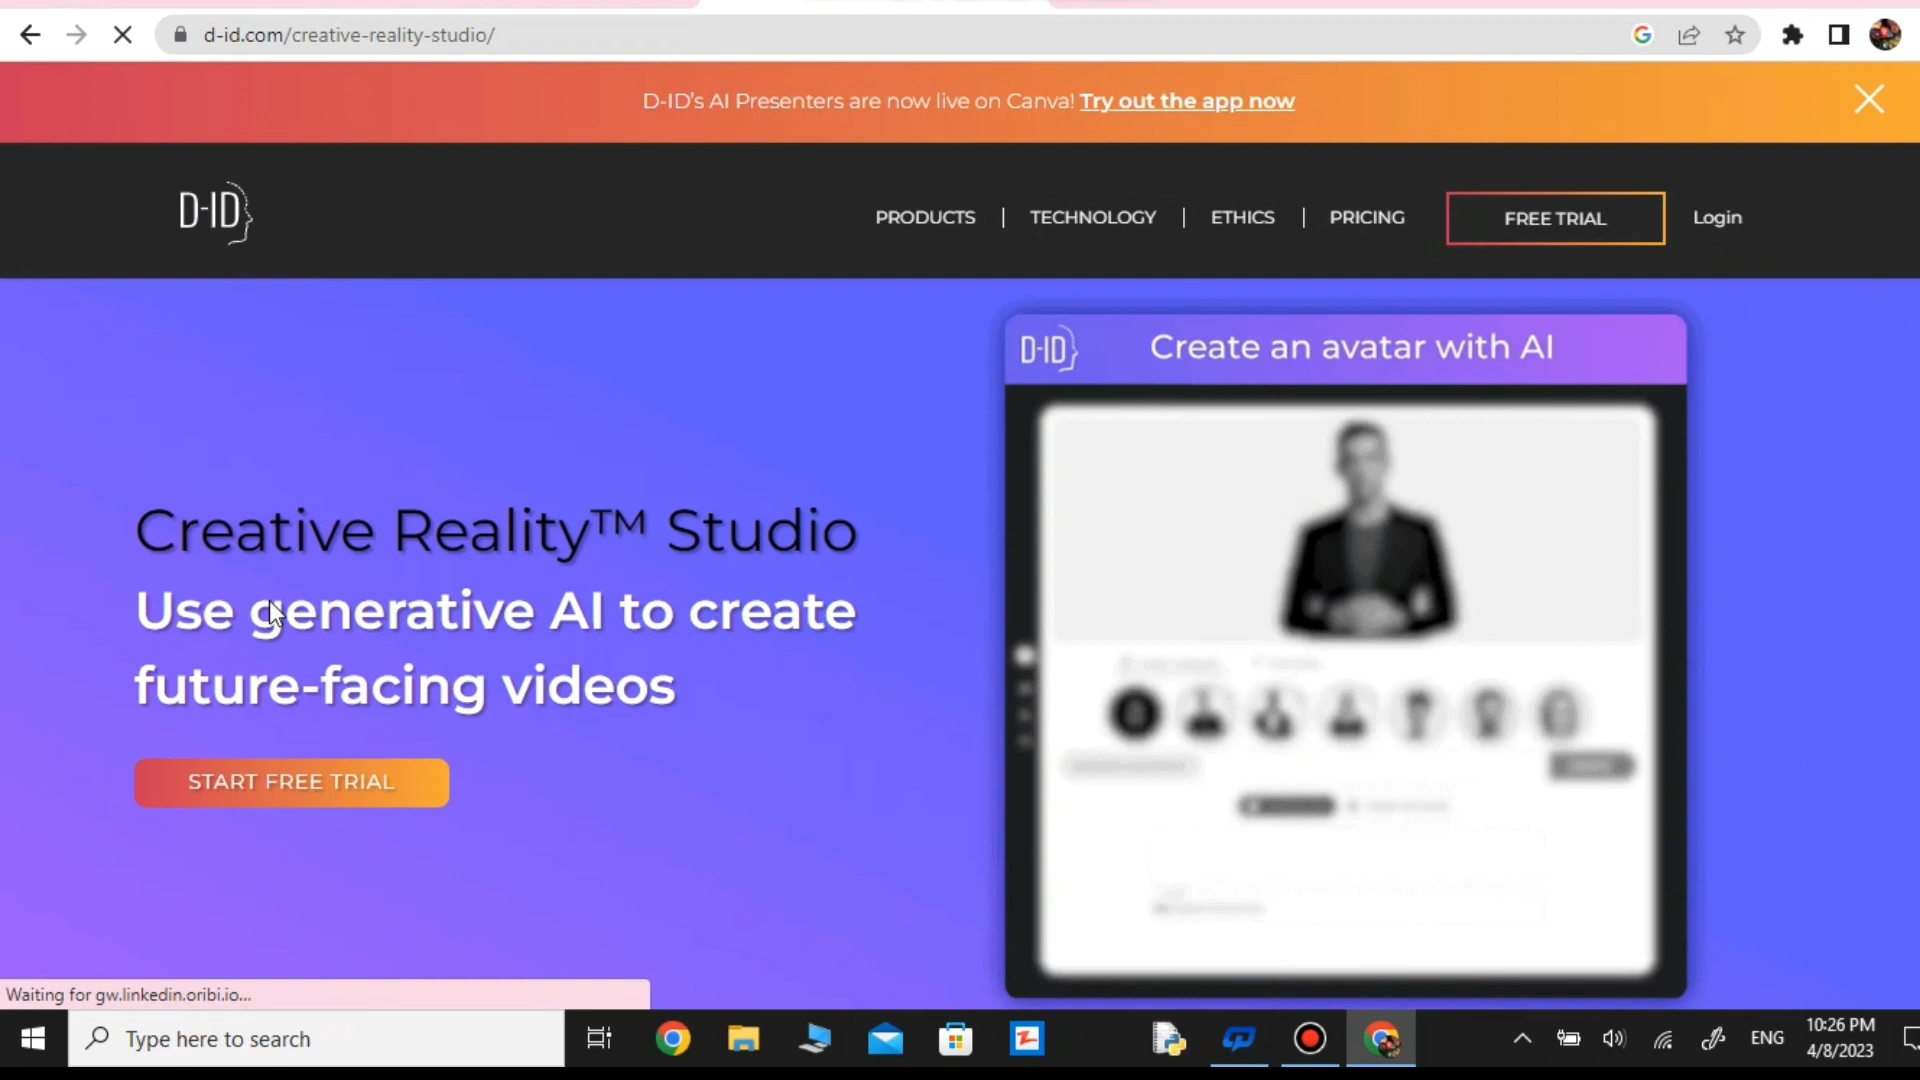 d-id.com/creative-reality-studio/
D-ID's AI Presenters are now live on Canva! Try out the app now
D-ID
PRODUCTS | TECHNOLOGY | ETHICS | PRICING
FREE TRIAL
Login
D-ID
Create an avatar with AI
Creative Reality™ Studio
Use generative AI to create
future-facing videos
START FREE TRIAL
Waiting for gw.linkedin.oribi.io...
Type here to search
ENG
10:26 PM
4/8/2023